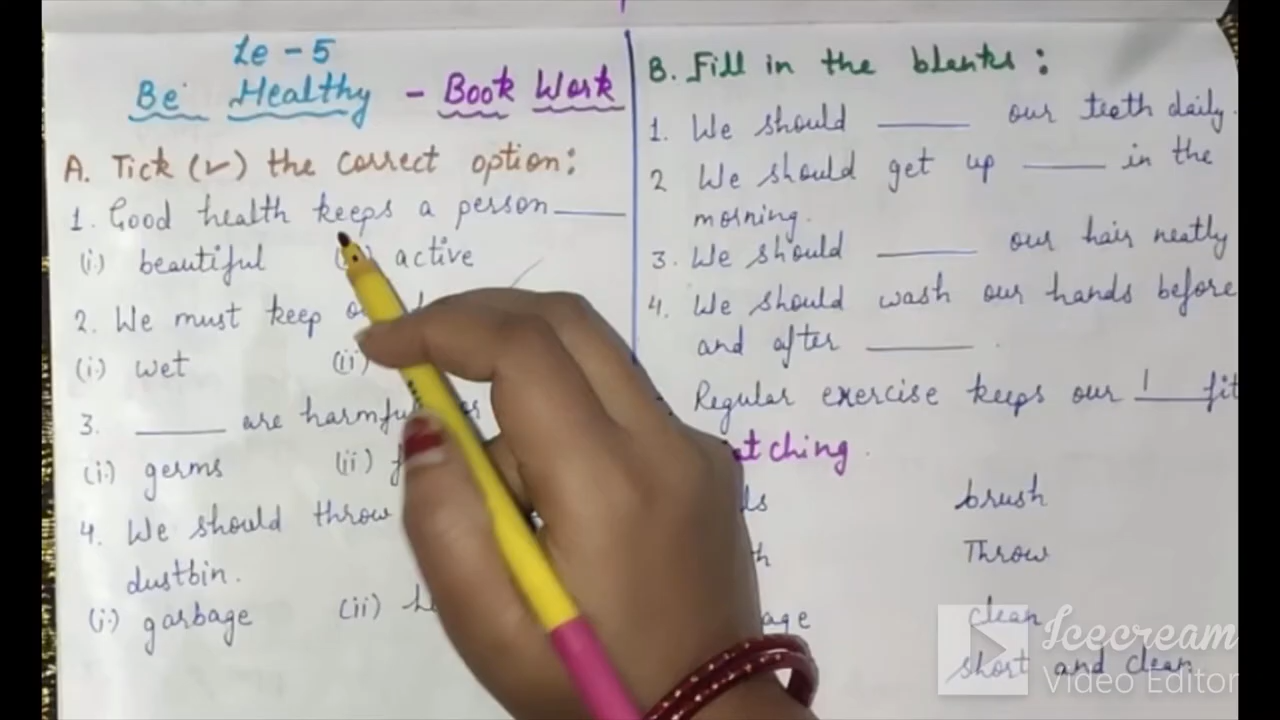 Le - 5
Be Healthy - Book Work
A. Tick (✓) the correct option:
1. Good health keeps a person ____
(i) beautiful active
2. We must keep
(i) wet (ii)
3. ____ are harmful
(i) germs (ii)
4. We should throw
dustbin.
(i) garbage (ii)
B. Fill in the blanks:
1. We should ____ our teeth daily.
2 We should get up ____ in the
morning.
3. We should ____ our hair neatly
4. We should wash our hands before
and after ____.
Regular exercise keeps our ____ fit
brush
Throw
clean
short and clean
Icecream
Video Editor